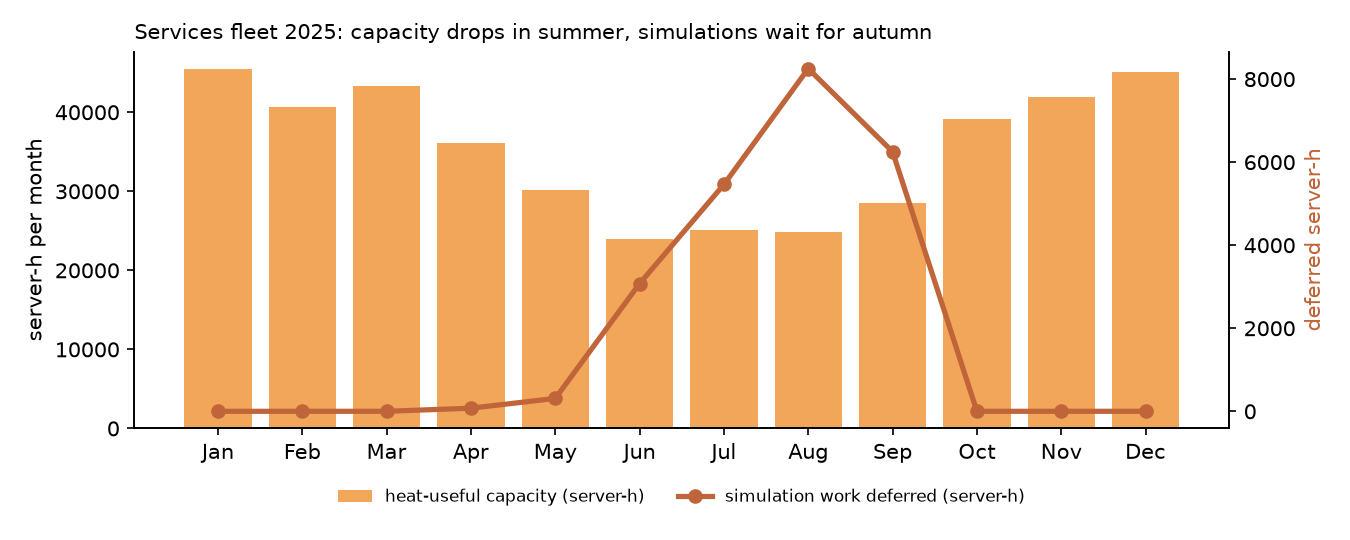 Services fleet 2025: capacity drops in summer, simulations wait for autumn
server-h per month
40000
30000
20000
10000
0
8000
6000
4000
2000
0
deferred server-h
Jan Feb Mar Apr May Jun Jul Aug Sep Oct Nov Dec
heat-useful capacity (server-h) simulation work deferred (server-h)